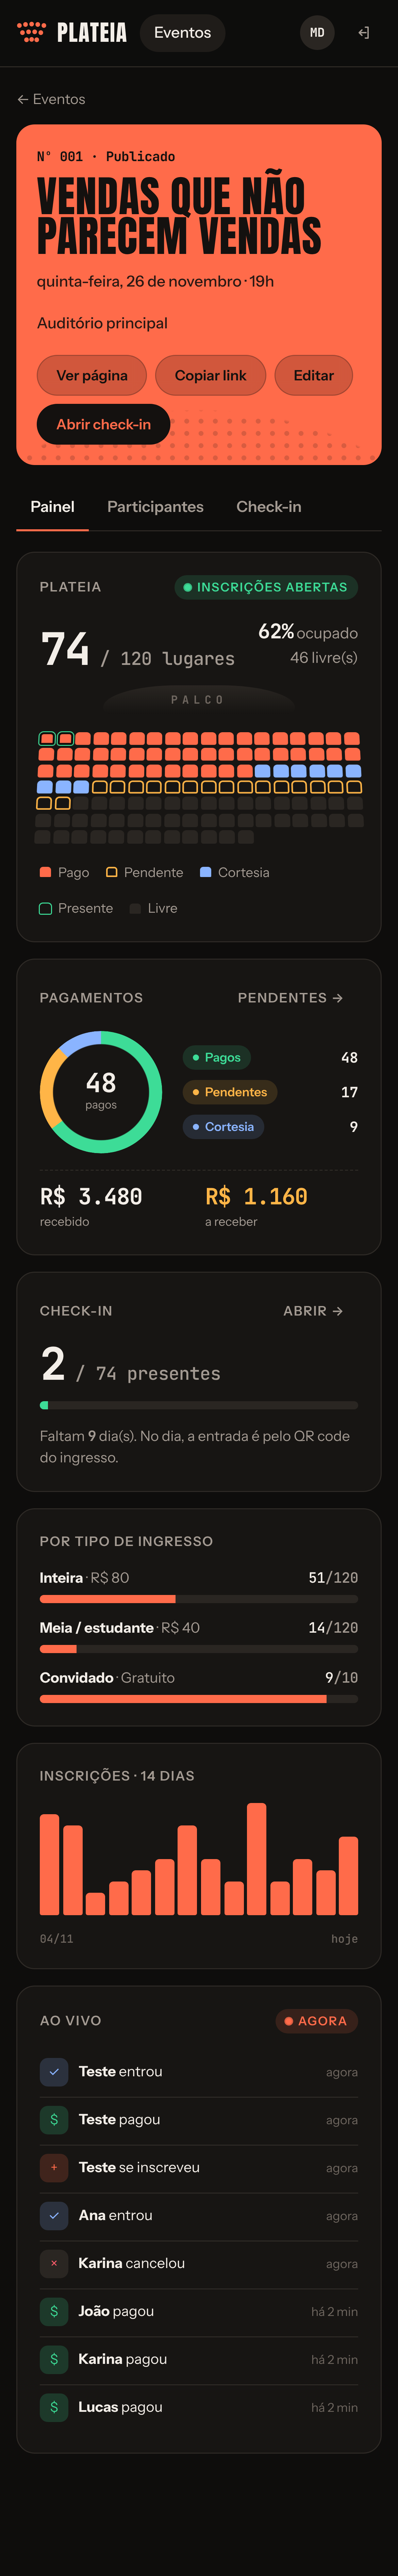 PLATEIA
Eventos
MD
← Eventos
N° 001 · Publicado
VENDAS QUE NÃO
PARECEM VENDAS
quinta-feira, 26 de novembro · 19h
Auditório principal
Ver página
Copiar link
Editar
Abrir check-in
Painel
Participantes
Check-in
PLATEIA
INSCRIÇÕES ABERTAS
74 / 120 lugares
62% ocupado
46 livre(s)
PALCO
Pago
Pendente
Cortesia
Presente
Livre
PAGAMENTOS
PENDENTES →
48
pagos
Pagos 48
Pendentes 17
Cortesia 9
R$ 3.480
recebido
R$ 1.160
a receber
CHECK-IN
ABRIR →
2 / 74 presentes
Faltam 9 dia(s). No dia, a entrada é pelo QR code
do ingresso.
POR TIPO DE INGRESSO
Inteira · R$ 80 51/120
Meia / estudante · R$ 40 14/120
Convidado · Gratuito 9/10
INSCRIÇÕES · 14 DIAS
04/11
hoje
AO VIVO
AGORA
Teste entrou agora
$ Teste pagou agora
+ Teste se inscreveu agora
Ana entrou agora
× Karina cancelou agora
$ João pagou há 2 min
$ Karina pagou há 2 min
$ Lucas pagou há 2 min